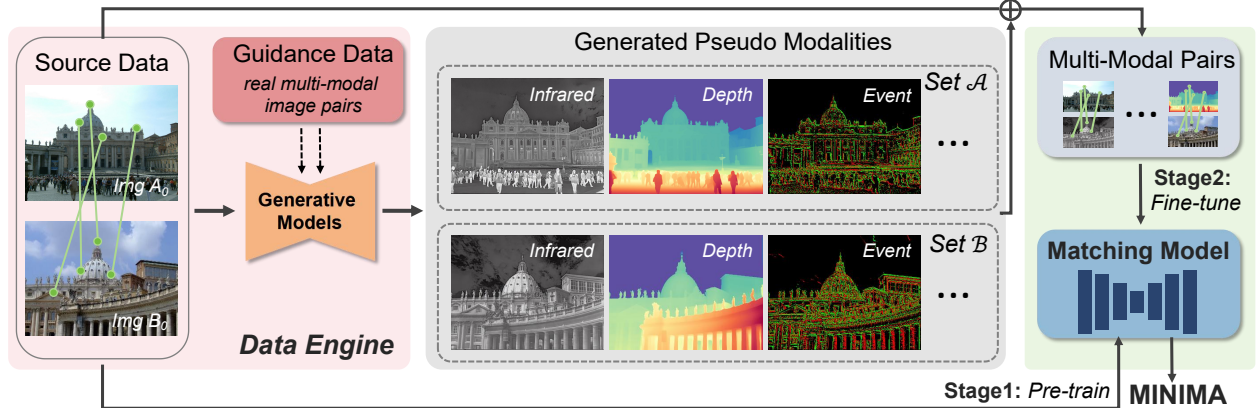 Source Data
Img A₀
Img B₀
Guidance Data
real multi-modal
image pairs
Generative
Models
Data Engine
Generated Pseudo Modalities
Infrared
Depth
Event
Set 𝒜
...
Infrared
Depth
Event
Set ℬ
...
Multi-Modal Pairs
...
Stage2:
Fine-tune
Matching Model
Stage1: Pre-train
MINIMA